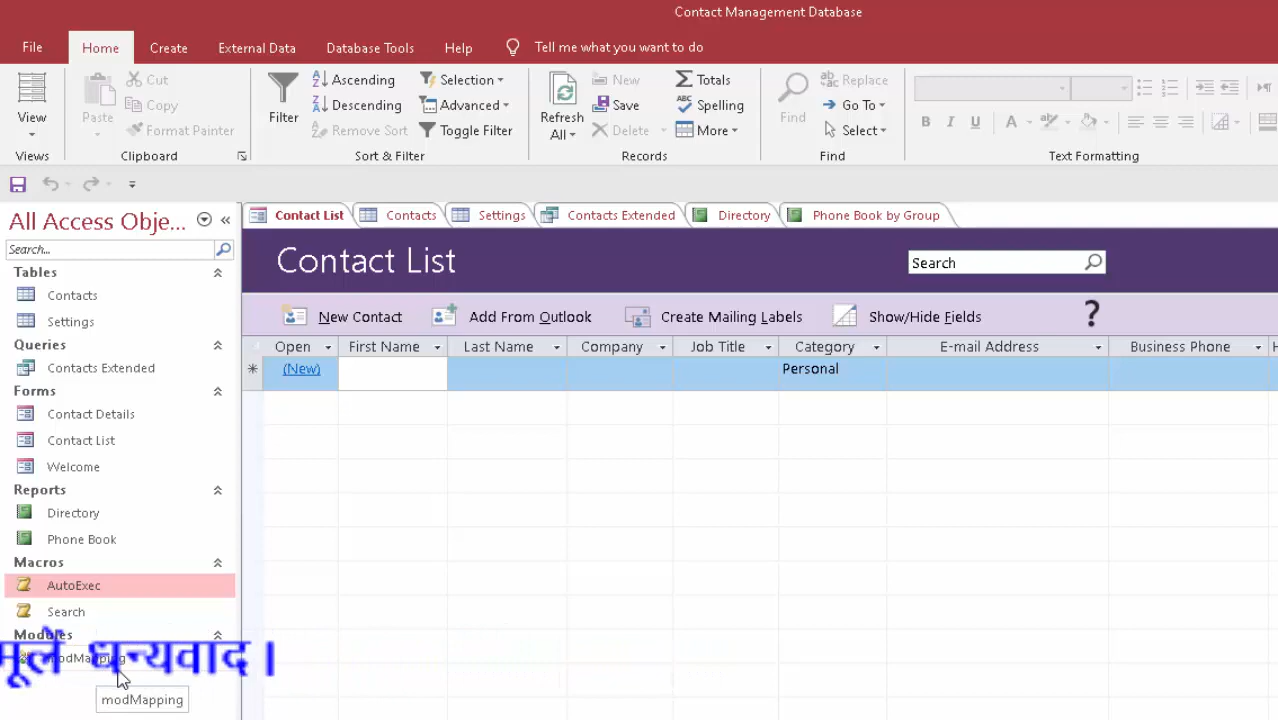 Contact Management Database
File Home Create External Data Database Tools Help Tell me what you want to do
View
Views
Paste
Cut
Copy
Format Painter
Clipboard
Filter
Ascending
Descending
Remove Sort
Selection
Advanced
Toggle Filter
Sort & Filter
Refresh
All
New
Save
Delete
Totals
Spelling
More
Records
Find
Replace
Go To
Select
Find
B I U A
Text Formatting
All Access Obje...
Search...
Tables
Contacts
Settings
Queries
Contacts Extended
Forms
Contact Details
Contact List
Welcome
Reports
Directory
Phone Book
Macros
AutoExec
Search
Modules
modMapping
धन्यवाद।
modMapping
Contact List Contacts Settings Contacts Extended Directory Phone Book by Group
Contact List
Search
New Contact Add From Outlook Create Mailing Labels Show/Hide Fields ?
Open First Name Last Name Company Job Title Category E-mail Address Business Phone H
(New) Personal